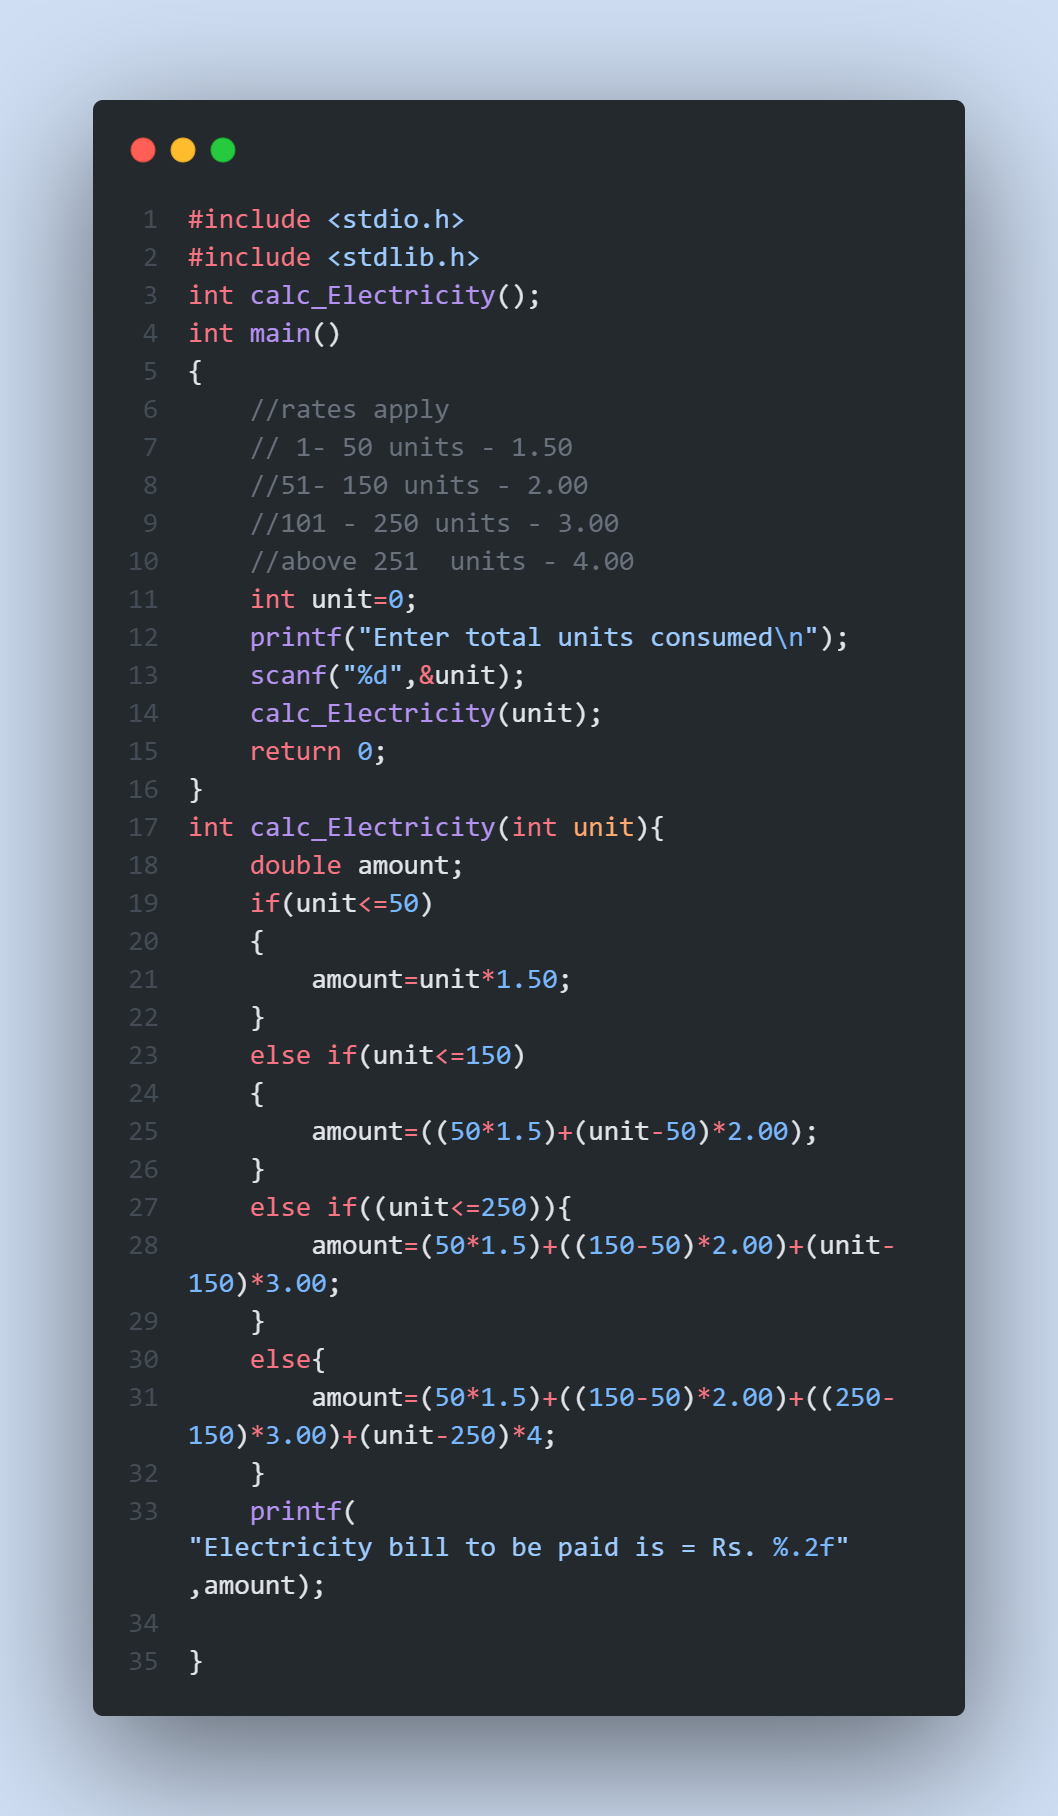 1 #include <stdio.h>
2 #include <stdlib.h>
3 int calc_Electricity();
4 int main()
5 {
6     //rates apply
7     // 1- 50 units - 1.50
8     //51- 150 units - 2.00
9     //101 - 250 units - 3.00
10     //above 251  units - 4.00
11     int unit=0;
12     printf("Enter total units consumed\n");
13     scanf("%d",&unit);
14     calc_Electricity(unit);
15     return 0;
16 }
17 int calc_Electricity(int unit){
18     double amount;
19     if(unit<=50)
20     {
21         amount=unit*1.50;
22     }
23     else if(unit<=150)
24     {
25         amount=((50*1.5)+(unit-50)*2.00);
26     }
27     else if((unit<=250)){
28         amount=(50*1.5)+((150-50)*2.00)+(unit-
150)*3.00;
29     }
30     else{
31         amount=(50*1.5)+((150-50)*2.00)+((250-
150)*3.00)+(unit-250)*4;
32     }
33     printf(
"Electricity bill to be paid is = Rs. %.2f"
,amount);
34
35 }